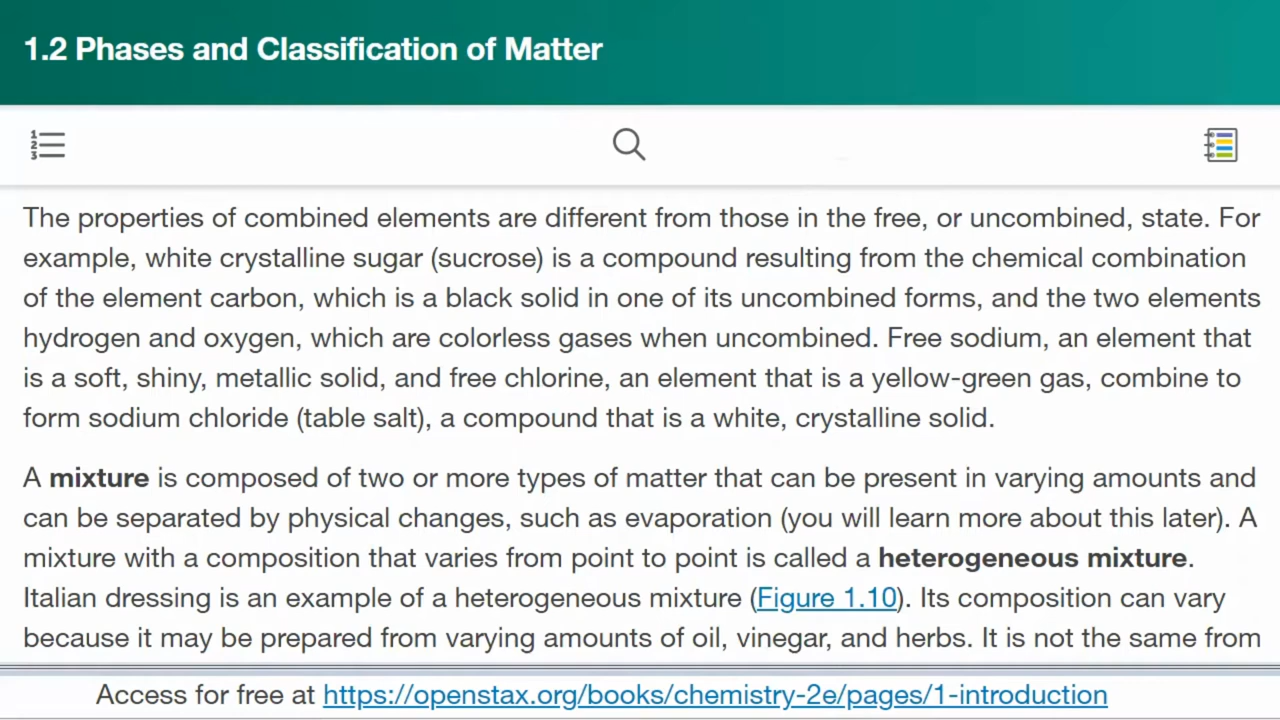 1.2 Phases and Classification of Matter
1
2
3
The properties of combined elements are different from those in the free, or uncombined, state. For
example, white crystalline sugar (sucrose) is a compound resulting from the chemical combination
of the element carbon, which is a black solid in one of its uncombined forms, and the two elements
hydrogen and oxygen, which are colorless gases when uncombined. Free sodium, an element that
is a soft, shiny, metallic solid, and free chlorine, an element that is a yellow-green gas, combine to
form sodium chloride (table salt), a compound that is a white, crystalline solid.
A mixture is composed of two or more types of matter that can be present in varying amounts and
can be separated by physical changes, such as evaporation (you will learn more about this later). A
mixture with a composition that varies from point to point is called a heterogeneous mixture.
Italian dressing is an example of a heterogeneous mixture (Figure 1.10). Its composition can vary
because it may be prepared from varying amounts of oil, vinegar, and herbs. It is not the same from
Access for free at https://openstax.org/books/chemistry-2e/pages/1-introduction